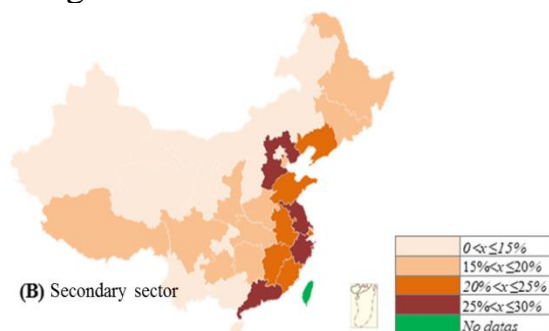 (B) Secondary sector
0<x≤15%
15%<x≤20%
20%<x≤25%
25%<x≤30%
No datas